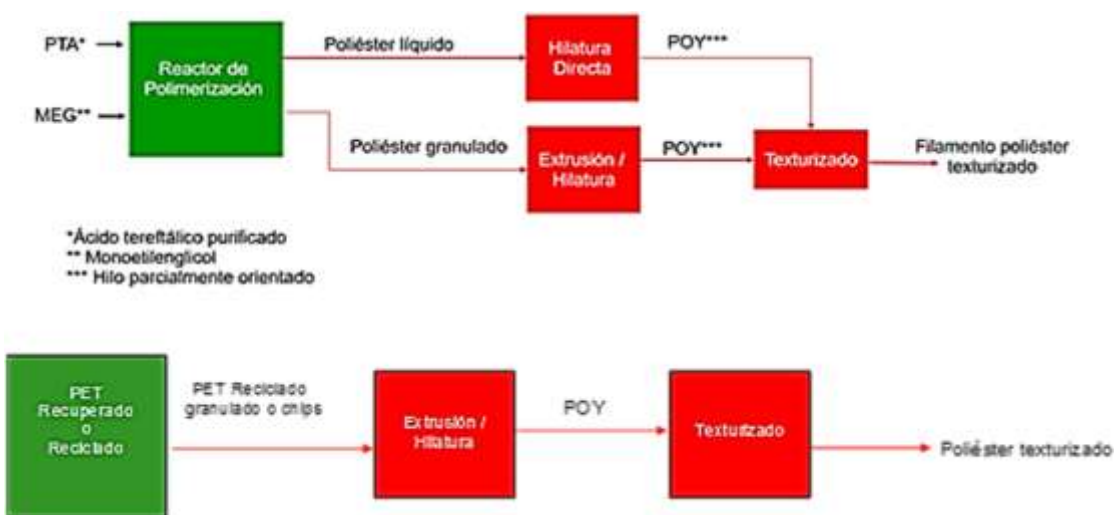 PTA*
MEG**
Reactor de
Polimerización
Poliéster líquido
Poliéster granulado
Hilatura
Directa
Extrusión /
Hilatura
POY***
POY***
Texturizado
Filamento poliéster
texturizado
*Ácido tereftálico purificado
** Monoetilenglicol
*** Hilo parcialmente orientado
PET
Recuperado
o
Reciclado
PET Reciclado
granulado o chips
Extrusión /
Hilatura
POY
Texturizado
Poliéster texturizado